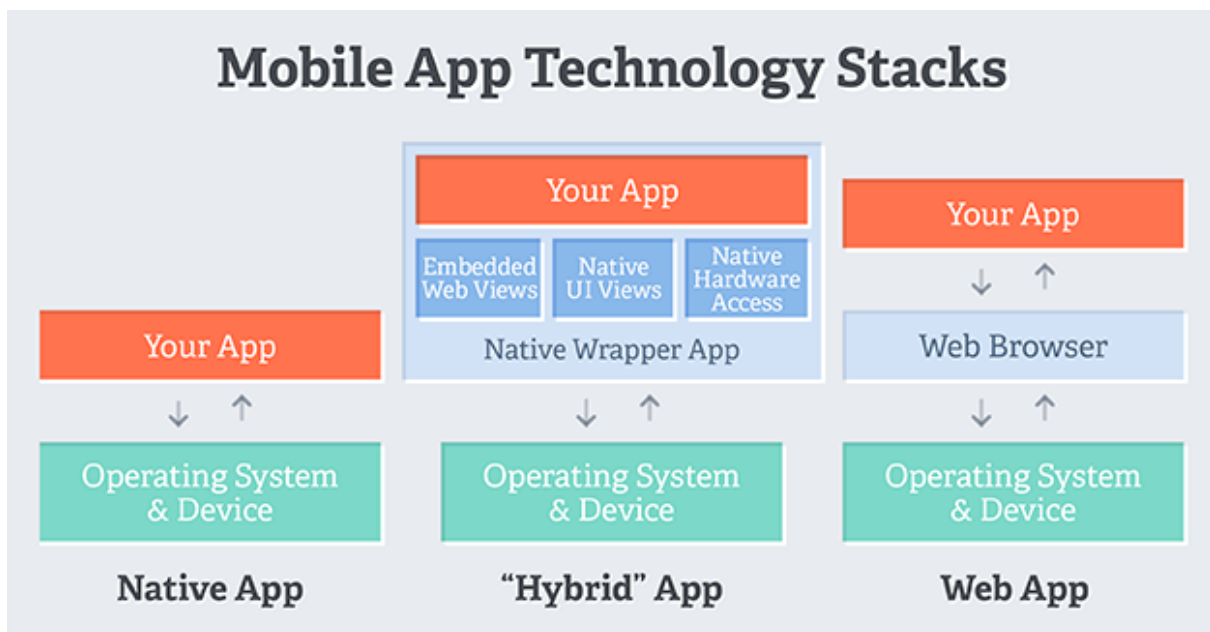 Mobile App Technology Stacks
Your App
Operating System
& Device
Native App
Your App
Embedded
Web Views
Native
UI Views
Native
Hardware
Access
Native Wrapper App
Operating System
& Device
“Hybrid” App
Your App
Web Browser
Operating System
& Device
Web App